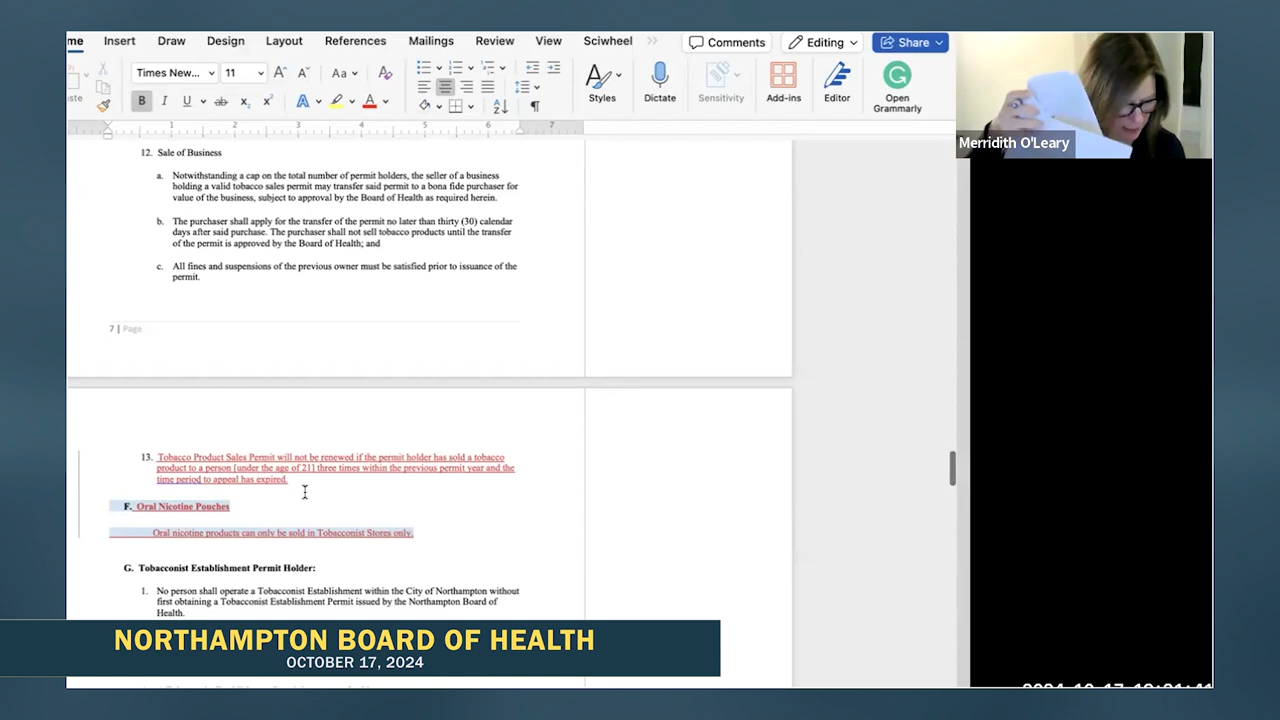 me Insert Draw Design Layout References Mailings Review View Sciwheel >> Comments Editing Share
Times New... 11 A A Aa A
B I U ab x2 x2 A A
Styles Dictate Sensitivity Add-ins Editor Open Grammarly
1 2 3 4 5 6 7
Merridith O'Leary
12. Sale of Business
a. Notwithstanding a cap on the total number of permit holders, the seller of a business
holding a valid tobacco sales permit may transfer said permit to a bona fide purchaser for
value of the business, subject to approval by the Board of Health as required herein.
b. The purchaser shall apply for the transfer of the permit no later than thirty (30) calendar
days after said purchase. The purchaser shall not sell tobacco products until the transfer
of the permit is approved by the Board of Health; and
c. All fines and suspensions of the previous owner must be satisfied prior to issuance of the
permit.
7 | Page
13. Tobacco Product Sales Permit will not be renewed if the permit holder has sold a tobacco
product to a person [under the age of 21] three times within the previous permit year and the
time period to appeal has expired.
F. Oral Nicotine Pouches
Oral nicotine products can only be sold in Tobacconist Stores only.
G. Tobacconist Establishment Permit Holder:
1. No person shall operate a Tobacconist Establishment within the City of Northampton without
first obtaining a Tobacconist Establishment Permit issued by the Northampton Board of
Health.
NORTHAMPTON BOARD OF HEALTH
OCTOBER 17, 2024